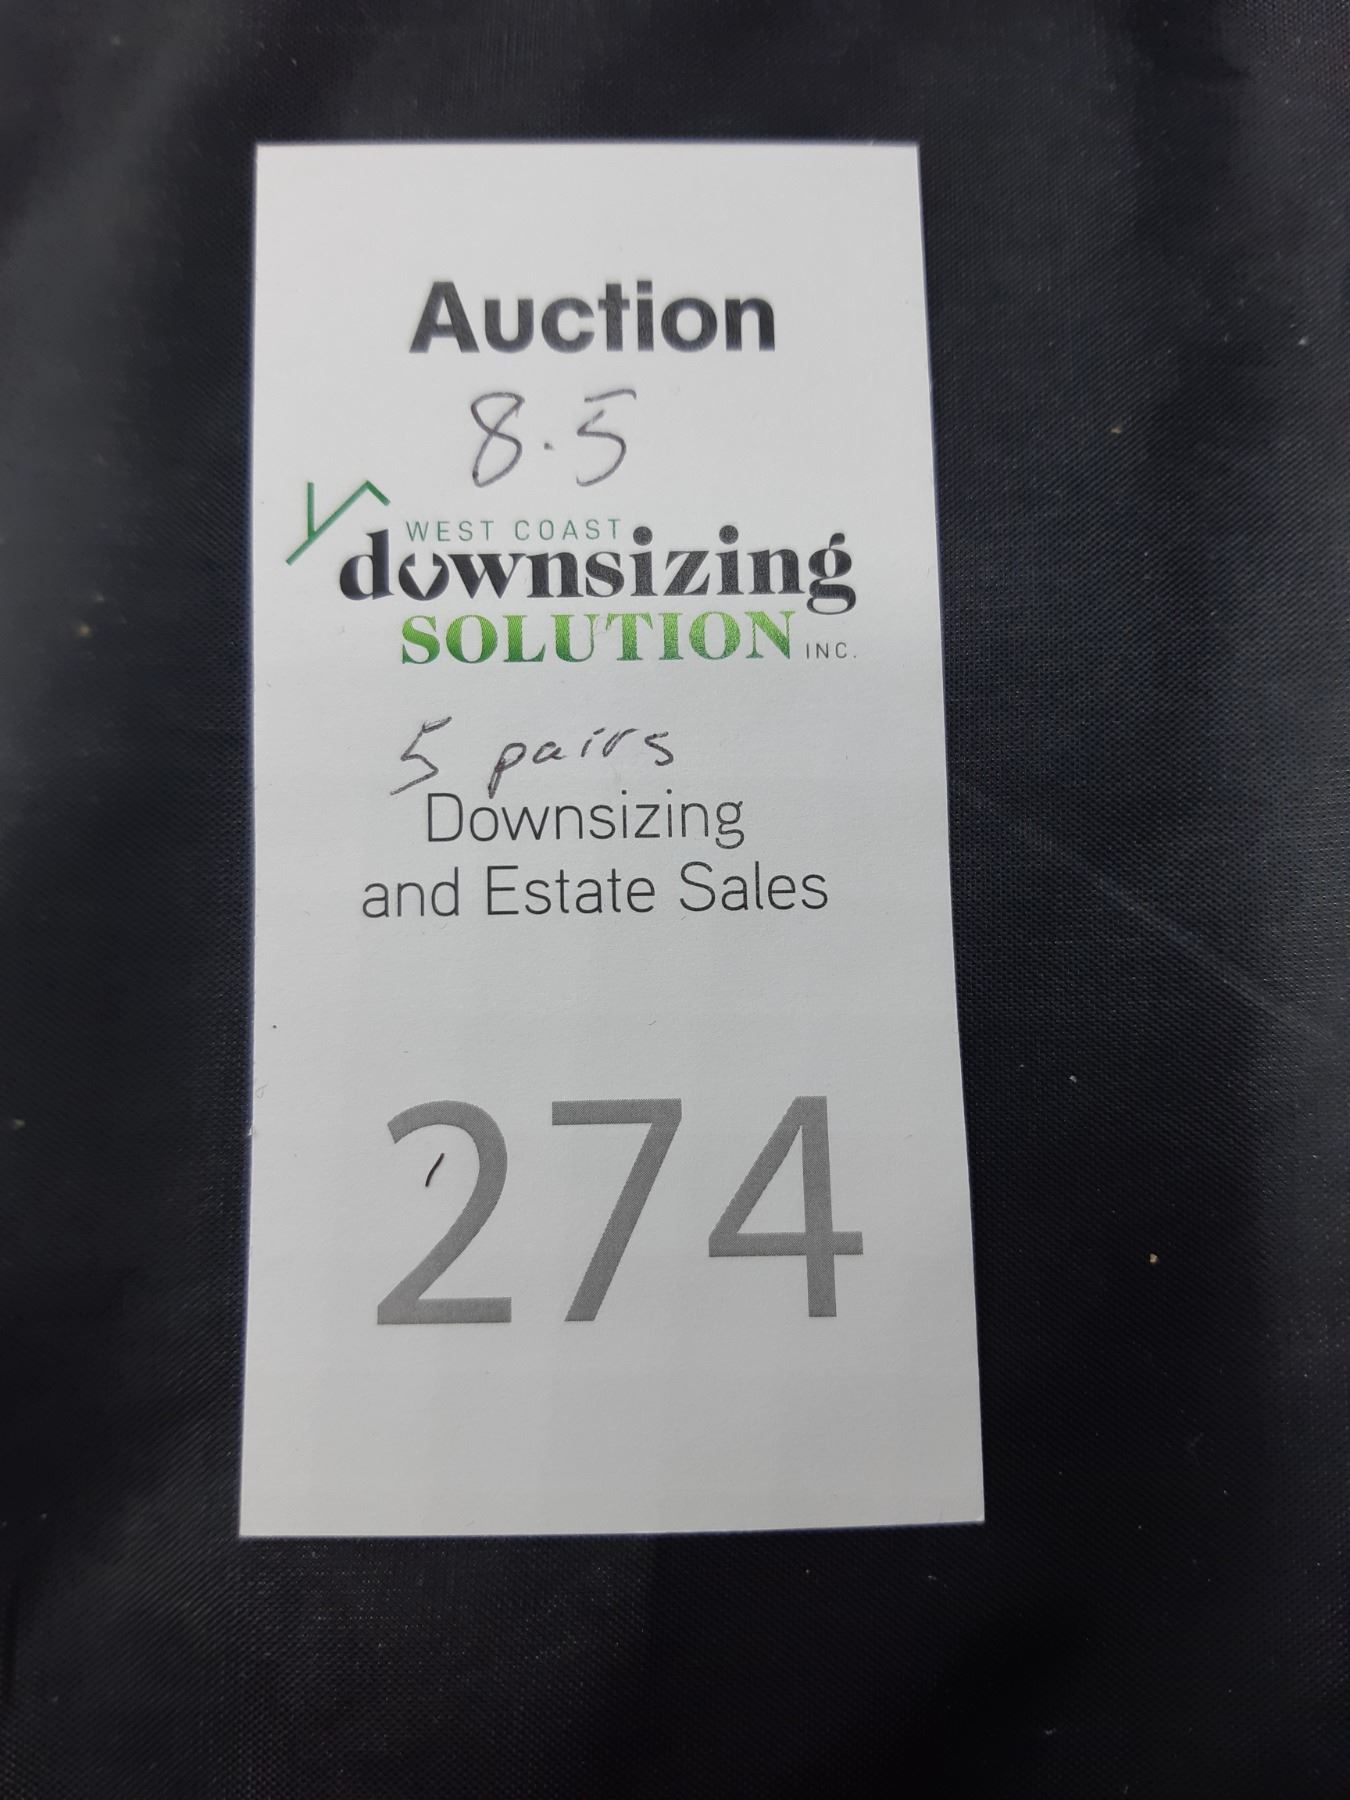 Auction
8.5
WEST COAST
downsizing
SOLUTION INC.
5 pairs
Downsizing
and Estate Sales
274